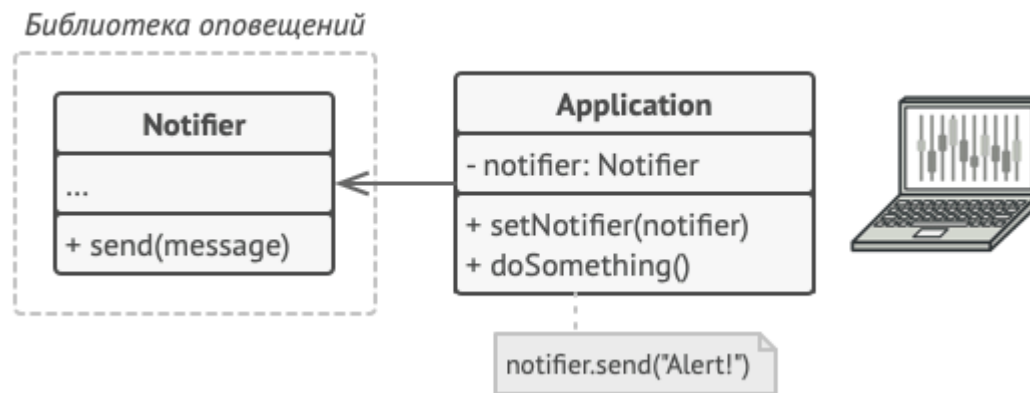 Библиотека оповещений
Notifier
...
+ send(message)
Application
- notifier: Notifier
+ setNotifier(notifier)
+ doSomething()
notifier.send("Alert!")